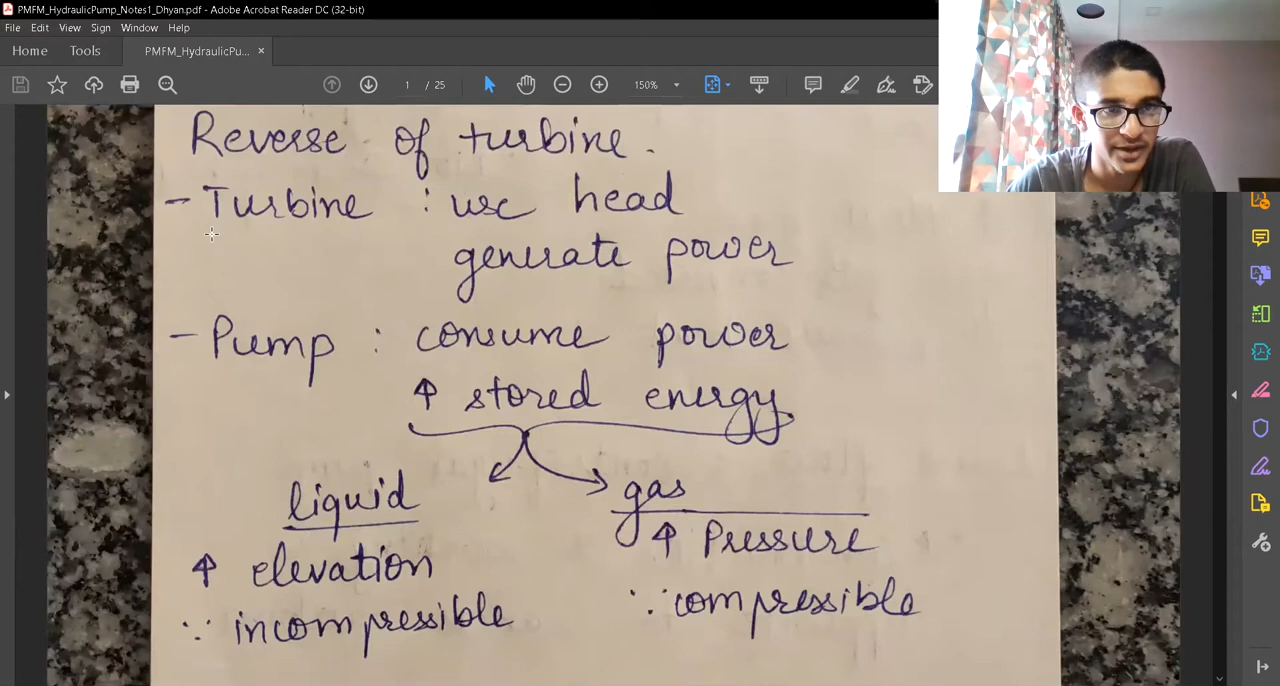 PMFM_HydraulicPump_Notes1_DC_Dhyan.pdf - Adobe Acrobat Reader DC (32-bit)
File Edit View Sign Window Help
Home Tools PMFM_HydraulicPu... ×
1 / 25 150%
Reverse of turbine.
- Turbine : use head
generate power
- Pump : consume power
↑ stored energy
liquid gas
↑ elevation ↑ Pressure
∵ incompressible ∵ compressible